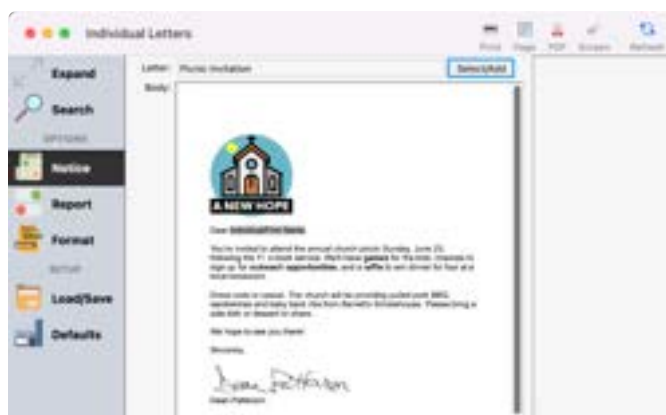 Individual Letters
Print Page PDF Screen Refresh
Expand
Search
OPTIONS
Notice
Report
Format
SETUP
Load/Save
Defaults
Letter: Picnic Invitation Select/Add
Body:
A NEW HOPE
Dear
You're invited to attend the annual church picnic Sunday, June 25,
following the 11 o'clock service. We'll have games for the kids, chances to
sign up for outreach opportunities, and a raffle to win dinner for four at a
local restaurant.
Dress code is casual. The church will be providing pulled pork BBQ
sandwiches and baby back ribs from Smokehouse. Please bring a
side dish or dessert to share.
We hope to see you there!
Sincerely,
Dean Patterson
Dean Patterson